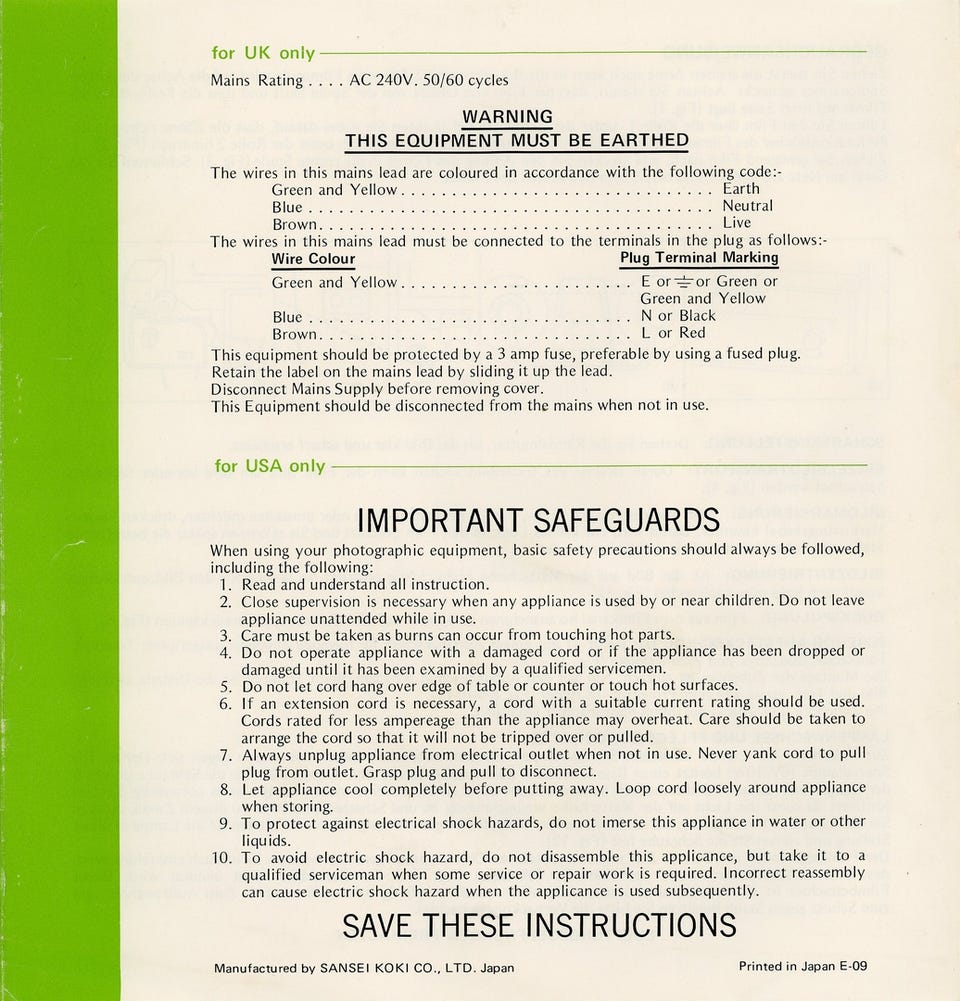 for UK only
Mains Rating . . . . AC 240V. 50/60 cycles
WARNING
THIS EQUIPMENT MUST BE EARTHED
The wires in this mains lead are coloured in accordance with the following code:-
Green and Yellow . . . . . . . . . . . . . . . . . . . . . . . . . . . . . . . Earth
Blue . . . . . . . . . . . . . . . . . . . . . . . . . . . . . . . . . . . . . . . . Neutral
Brown. . . . . . . . . . . . . . . . . . . . . . . . . . . . . . . . . . . . . . . Live
The wires in this mains lead must be connected to the terminals in the plug as follows:-
Wire Colour Plug Terminal Marking
Green and Yellow . . . . . . . . . . . . . . . . . . . . . . . E or ⏚ or Green or
Green and Yellow
Blue . . . . . . . . . . . . . . . . . . . . . . . . . . . . . . . . N or Black
Brown. . . . . . . . . . . . . . . . . . . . . . . . . . . . . . . L or Red
This equipment should be protected by a 3 amp fuse, preferable by using a fused plug.
Retain the label on the mains lead by sliding it up the lead.
Disconnect Mains Supply before removing cover.
This Equipment should be disconnected from the mains when not in use.
for USA only
IMPORTANT SAFEGUARDS
When using your photographic equipment, basic safety precautions should always be followed,
including the following:
1. Read and understand all instruction.
2. Close supervision is necessary when any appliance is used by or near children. Do not leave
appliance unattended while in use.
3. Care must be taken as burns can occur from touching hot parts.
4. Do not operate appliance with a damaged cord or if the appliance has been dropped or
damaged until it has been examined by a qualified servicemen.
5. Do not let cord hang over edge of table or counter or touch hot surfaces.
6. If an extension cord is necessary, a cord with a suitable current rating should be used.
Cords rated for less ampereage than the appliance may overheat. Care should be taken to
arrange the cord so that it will not be tripped over or pulled.
7. Always unplug appliance from electrical outlet when not in use. Never yank cord to pull
plug from outlet. Grasp plug and pull to disconnect.
8. Let appliance cool completely before putting away. Loop cord loosely around appliance
when storing.
9. To protect against electrical shock hazards, do not imerse this appliance in water or other
liquids.
10. To avoid electric shock hazard, do not disassemble this applicance, but take it to a
qualified serviceman when some service or repair work is required. Incorrect reassembly
can cause electric shock hazard when the applicance is used subsequently.
SAVE THESE INSTRUCTIONS
Manufactured by SANSEI KOKI CO., LTD. Japan
Printed in Japan E-09